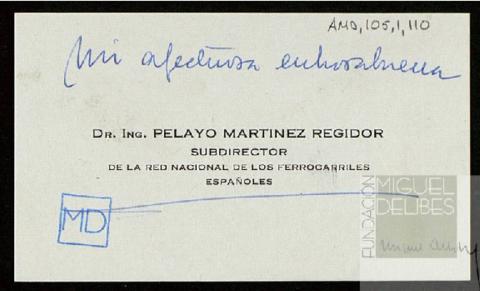 AMD,105,1,110
Mi afectuosa enhorabuena
DR. ING. PELAYO MARTINEZ REGIDOR
SUBDIRECTOR
DE LA RED NACIONAL DE LOS FERROCARRILES
ESPAÑOLES
MD
FUNDACIÓN
MIGUEL
DELIBES